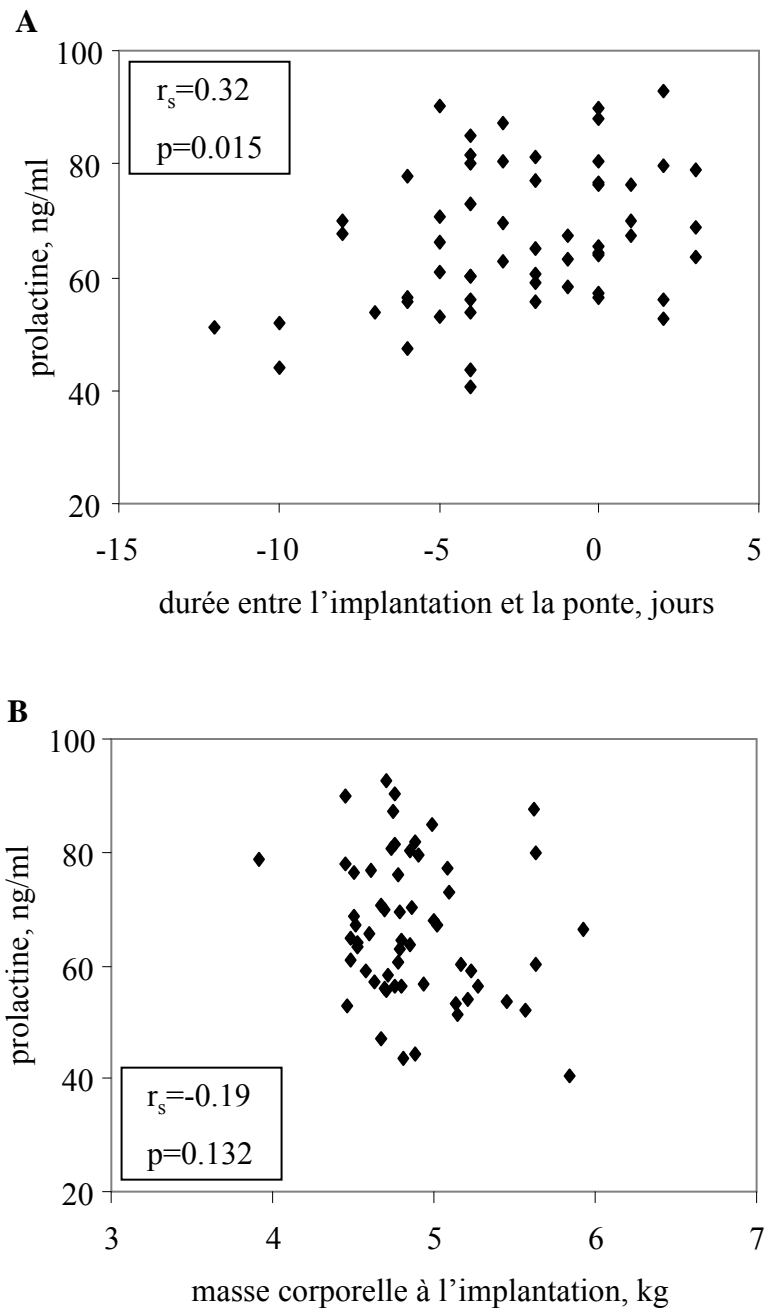 A
100
80
60
40
20
prolactine, ng/ml
r_s=0.32
p=0.015
-15 -10 -5 0 5
durée entre l’implantation et la ponte, jours
B
100
80
60
40
20
prolactine, ng/ml
r_s=-0.19
p=0.132
3 4 5 6 7
masse corporelle à l’implantation, kg